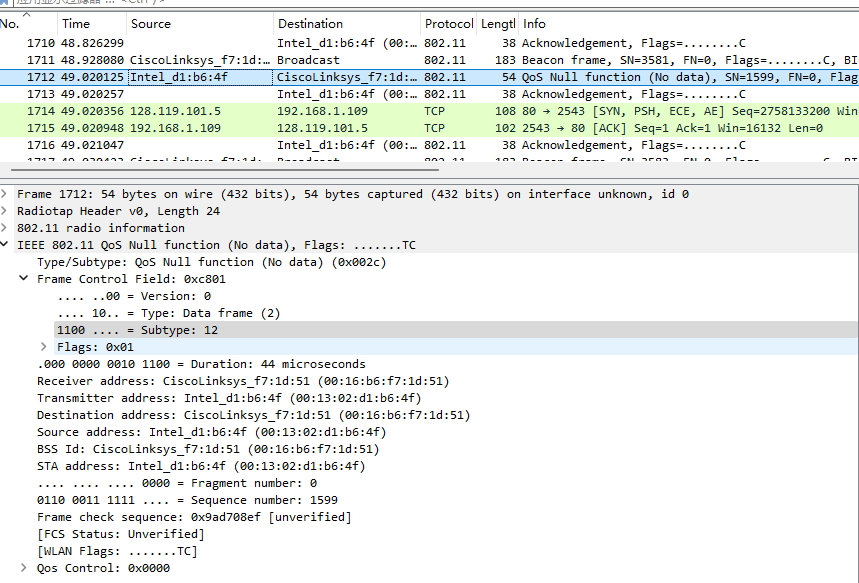 应用显示过滤器 … <Ctrl-/>
No. Time Source Destination Protocol Lengtl Info
1710 48.826299 Intel_d1:b6:4f (00:… 802.11 38 Acknowledgement, Flags=........C
1711 48.928080 CiscoLinksys_f7:1d:… Broadcast 802.11 183 Beacon frame, SN=3581, FN=0, Flags=........C, BI
1712 49.020125 Intel_d1:b6:4f CiscoLinksys_f7:1d:… 802.11 54 QoS Null function (No data), SN=1599, FN=0, Flag
1713 49.020257 Intel_d1:b6:4f (00:… 802.11 38 Acknowledgement, Flags=........C
1714 49.020356 128.119.101.5 192.168.1.109 TCP 108 80 → 2543 [SYN, PSH, ECE, AE] Seq=2758133200 Win
1715 49.020948 192.168.1.109 128.119.101.5 TCP 102 2543 → 80 [ACK] Seq=1 Ack=1 Win=16132 Len=0
1716 49.021047 Intel_d1:b6:4f (00:… 802.11 38 Acknowledgement, Flags=........C
Frame 1712: 54 bytes on wire (432 bits), 54 bytes captured (432 bits) on interface unknown, id 0
Radiotap Header v0, Length 24
802.11 radio information
IEEE 802.11 QoS Null function (No data), Flags: .......TC
Type/Subtype: QoS Null function (No data) (0x002c)
Frame Control Field: 0xc801
.... ..00 = Version: 0
.... 10.. = Type: Data frame (2)
1100 .... = Subtype: 12
Flags: 0x01
.000 0000 0010 1100 = Duration: 44 microseconds
Receiver address: CiscoLinksys_f7:1d:51 (00:16:b6:f7:1d:51)
Transmitter address: Intel_d1:b6:4f (00:13:02:d1:b6:4f)
Destination address: CiscoLinksys_f7:1d:51 (00:16:b6:f7:1d:51)
Source address: Intel_d1:b6:4f (00:13:02:d1:b6:4f)
BSS Id: CiscoLinksys_f7:1d:51 (00:16:b6:f7:1d:51)
STA address: Intel_d1:b6:4f (00:13:02:d1:b6:4f)
.... .... .... 0000 = Fragment number: 0
0110 0011 1111 .... = Sequence number: 1599
Frame check sequence: 0x9ad708ef [unverified]
[FCS Status: Unverified]
[WLAN Flags: .......TC]
Qos Control: 0x0000